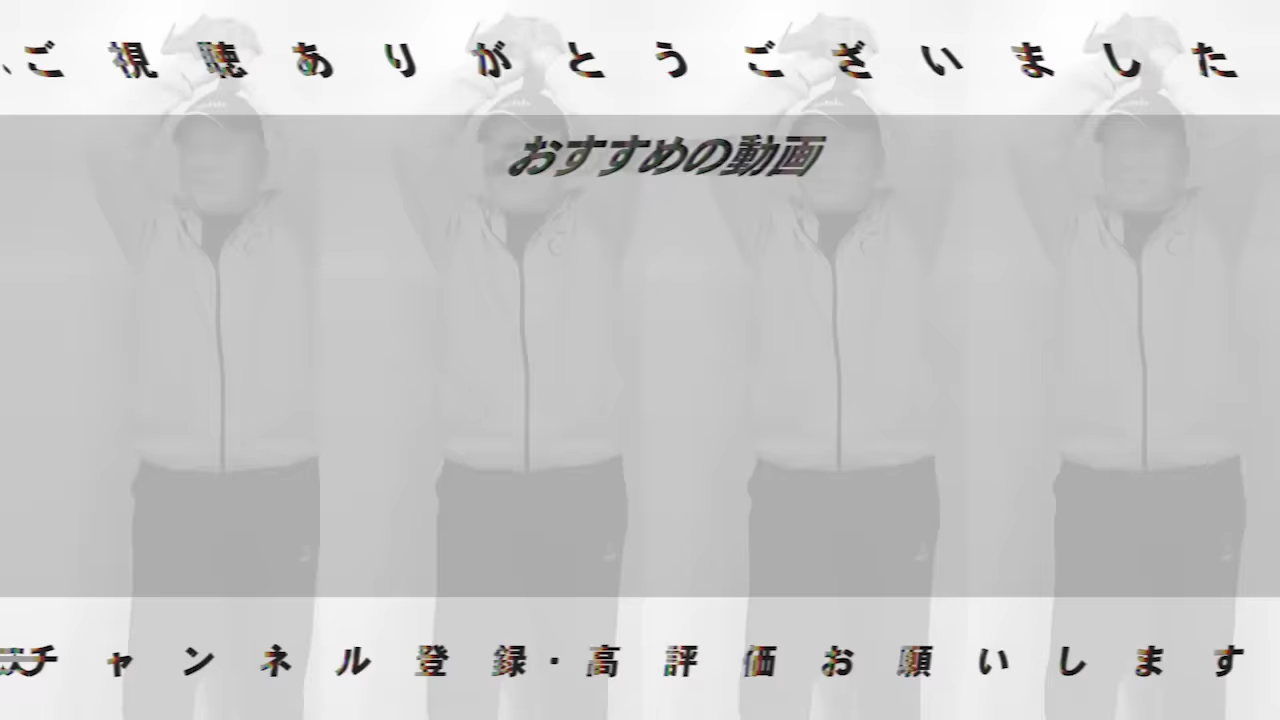 ご視聴ありがとうございました
おすすめの動画
チャンネル登録・高評価お願いします